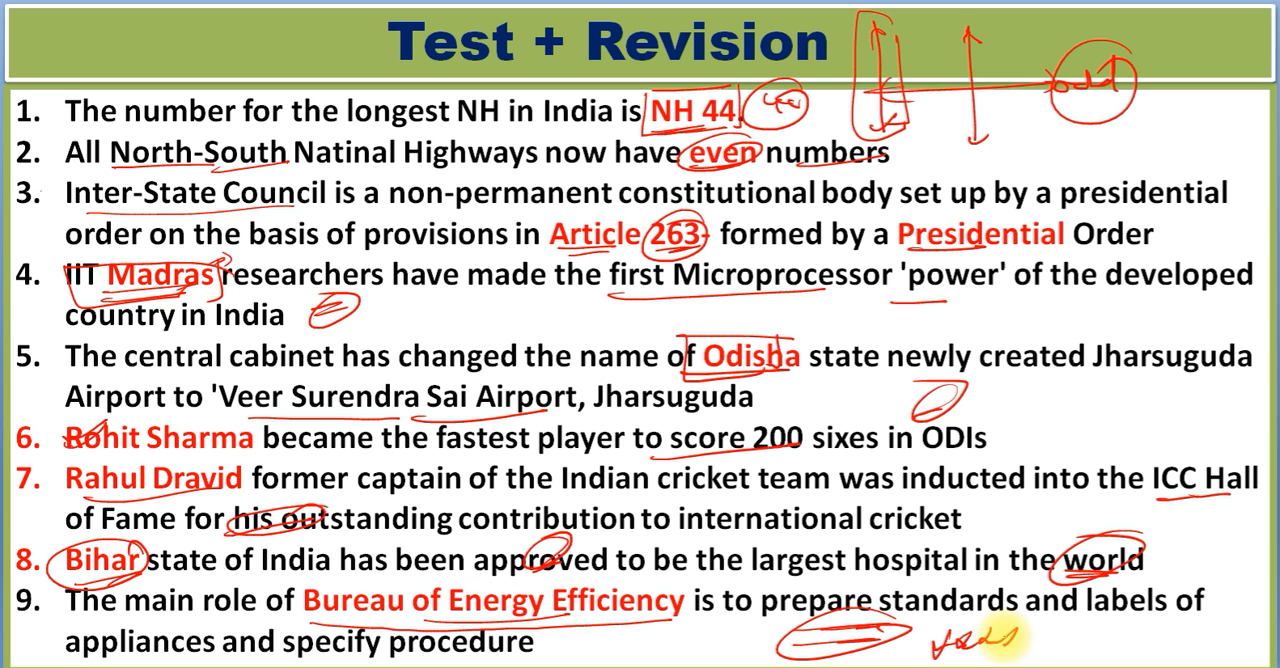 Test + Revision
odd
1. The number for the longest NH in India is NH 44.
2. All North-South Natinal Highways now have even numbers
3. Inter-State Council is a non-permanent constitutional body set up by a presidential
order on the basis of provisions in Article 263- formed by a Presidential Order
4. IIT Madras researchers have made the first Microprocessor 'power' of the developed
country in India
5. The central cabinet has changed the name of Odisha state newly created Jharsuguda
Airport to 'Veer Surendra Sai Airport, Jharsuguda
6. Rohit Sharma became the fastest player to score 200 sixes in ODIs
7. Rahul Dravid former captain of the Indian cricket team was inducted into the ICC Hall
of Fame for his outstanding contribution to international cricket
8. Bihar state of India has been approved to be the largest hospital in the world
9. The main role of Bureau of Energy Efficiency is to prepare standards and labels of
appliances and specify procedure